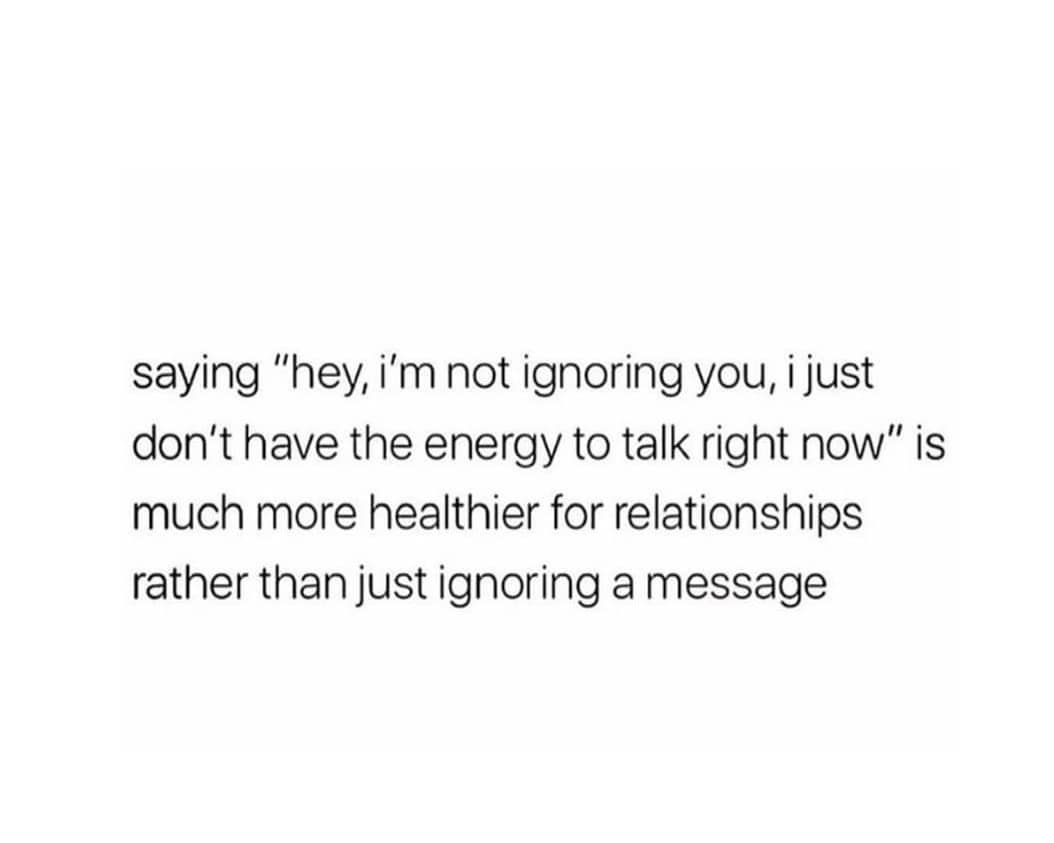 saying "hey, i'm not ignoring you, i just
don't have the energy to talk right now" is
much more healthier for relationships
rather than just ignoring a message